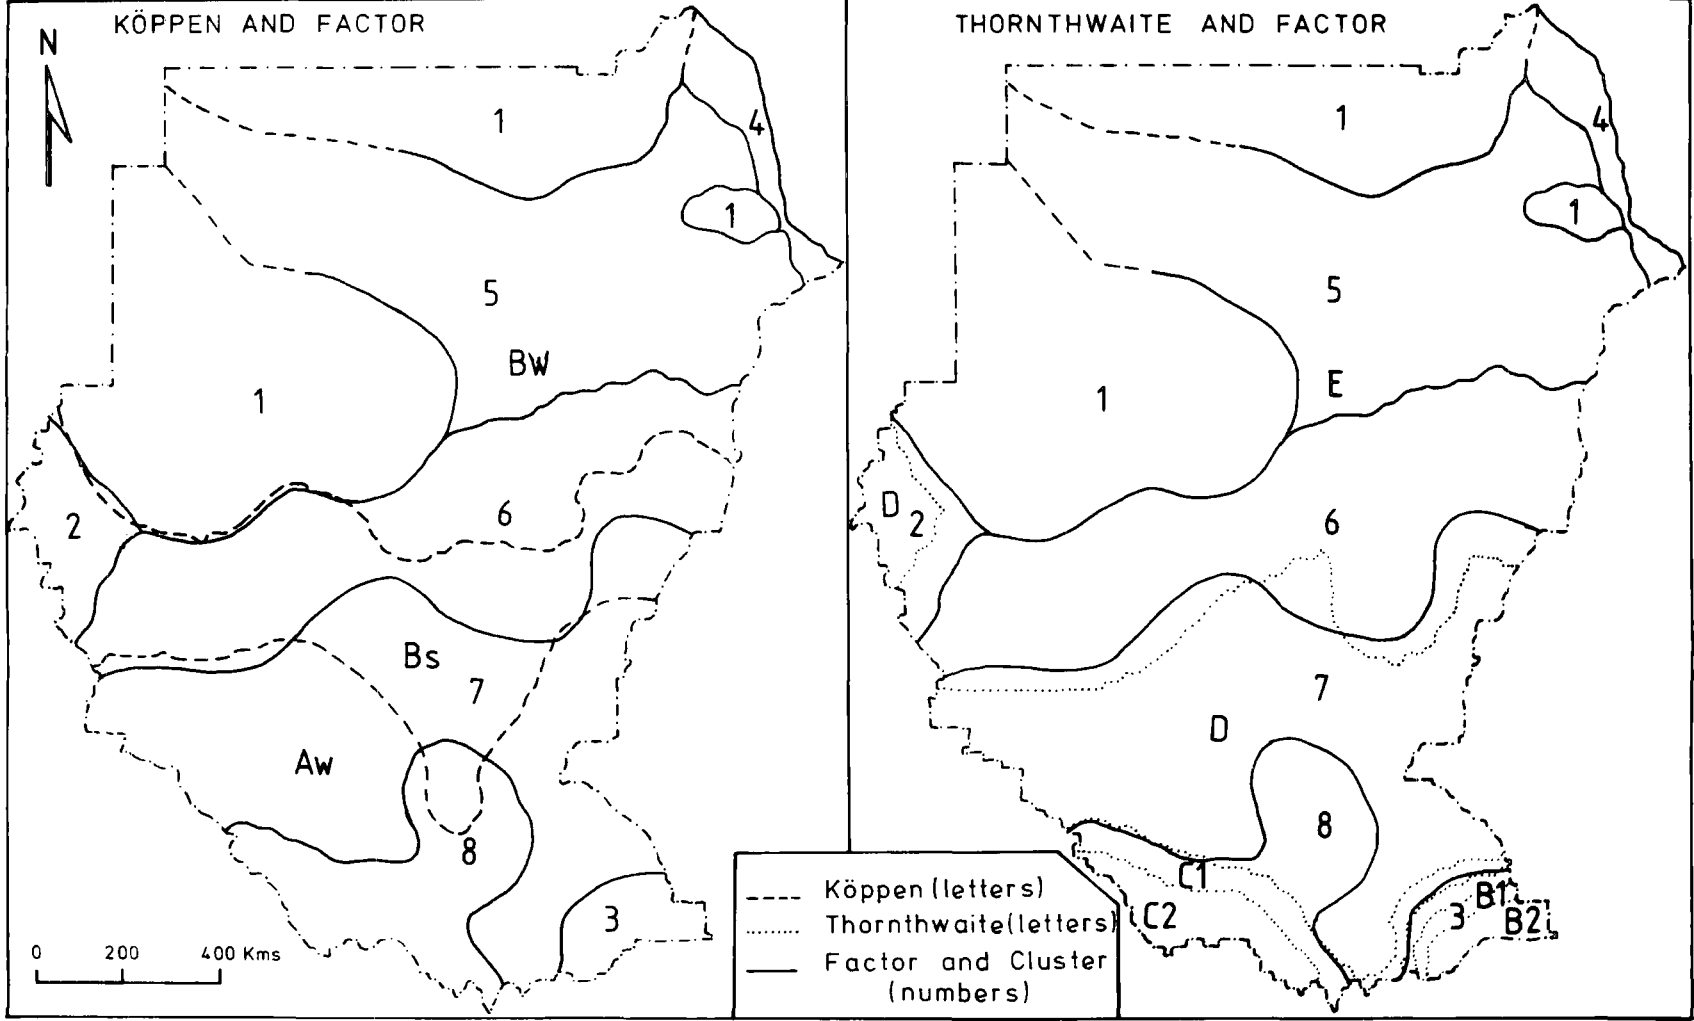 KÖPPEN AND FACTOR
N
1
4
1
5
BW
1
6
2
Bs
7
Aw
8
3
0 200 400 Kms
THORNTHWAITE AND FACTOR
1
4
1
5
E
1
D
2
6
7
D
8
C1
C2
3
B1
B2
Köppen (letters)
Thornthwaite(letters)
Factor and Cluster
(numbers)